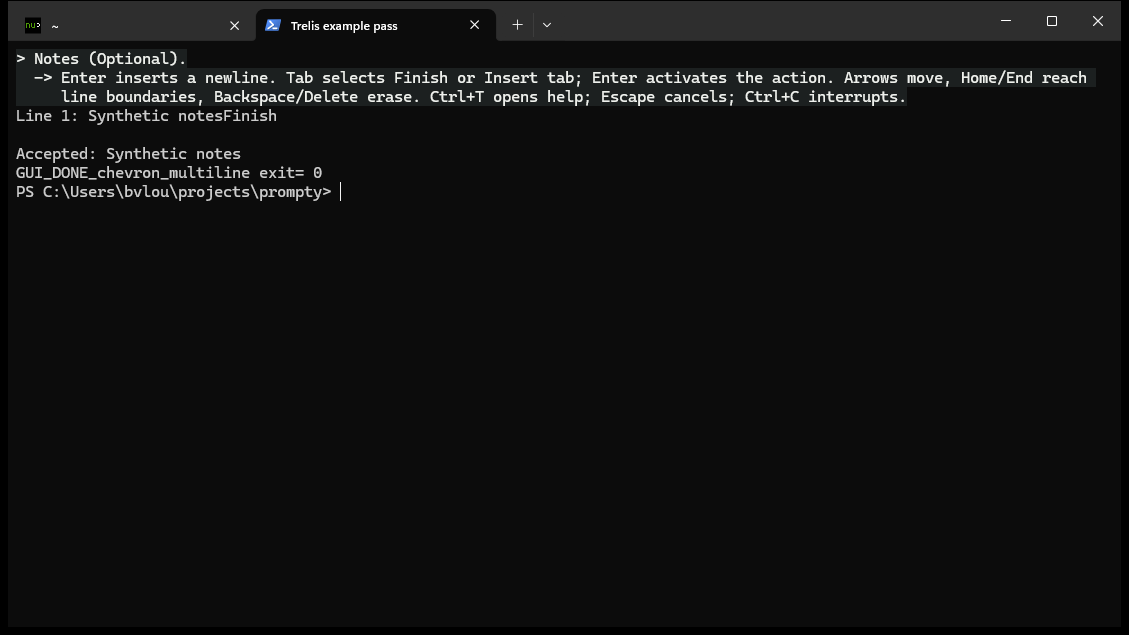 nu> ~
Trelis example pass
> Notes (Optional).
—> Enter inserts a newline. Tab selects Finish or Insert tab; Enter activates the action. Arrows move, Home/End reach
line boundaries, Backspace/Delete erase. Ctrl+T opens help; Escape cancels; Ctrl+C interrupts.
Line 1: Synthetic notesFinish
Accepted: Synthetic notes
GUI_DONE_chevron_multiline exit= 0
PS C:\Users\bvlou\projects\prompty>